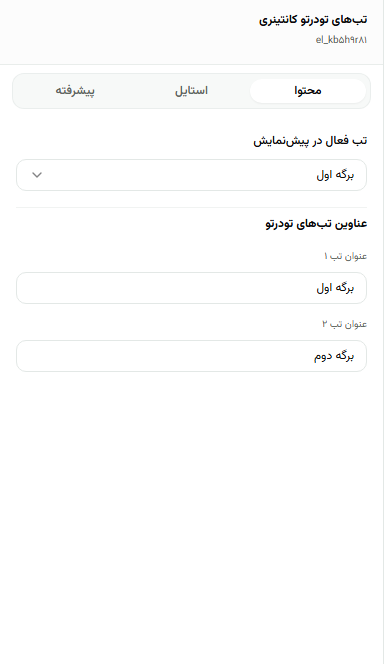 تب‌های تودرتو کانتینری
el_kb۵h۹r۸۱
محتوا
استایل
پیشرفته
تب فعال در پیش‌نمایش
برگه اول
عناوین تب‌های تودرتو
عنوان تب ۱
برگه اول
عنوان تب ۲
برگه دوم